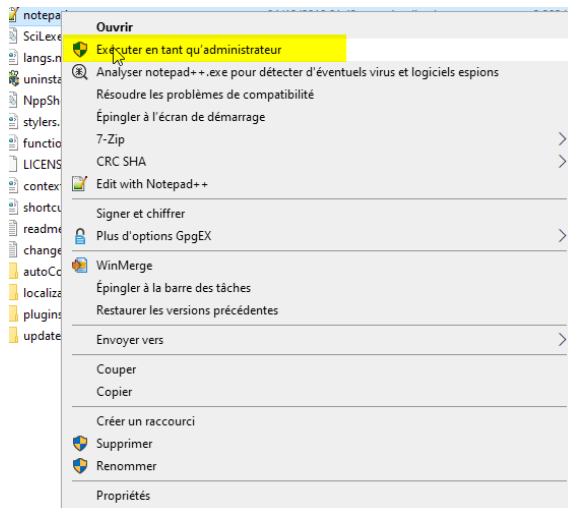 notepa
Ouvrir
SciLexe
Exécuter en tant qu'administrateur
langs.n
Analyser notepad++.exe pour détecter d'éventuels virus et logiciels espions
uninsta
Résoudre les problèmes de compatibilité
NppSh
Épingler à l'écran de démarrage
stylers.
7-Zip
functio
CRC SHA
LICENS
Edit with Notepad++
contex
shortcu
Signer et chiffrer
readme
Plus d'options GpgEX
change
WinMerge
autoCo
Épingler à la barre des tâches
localiza
Restaurer les versions précédentes
plugins
update
Envoyer vers
Couper
Copier
Créer un raccourci
Supprimer
Renommer
Propriétés